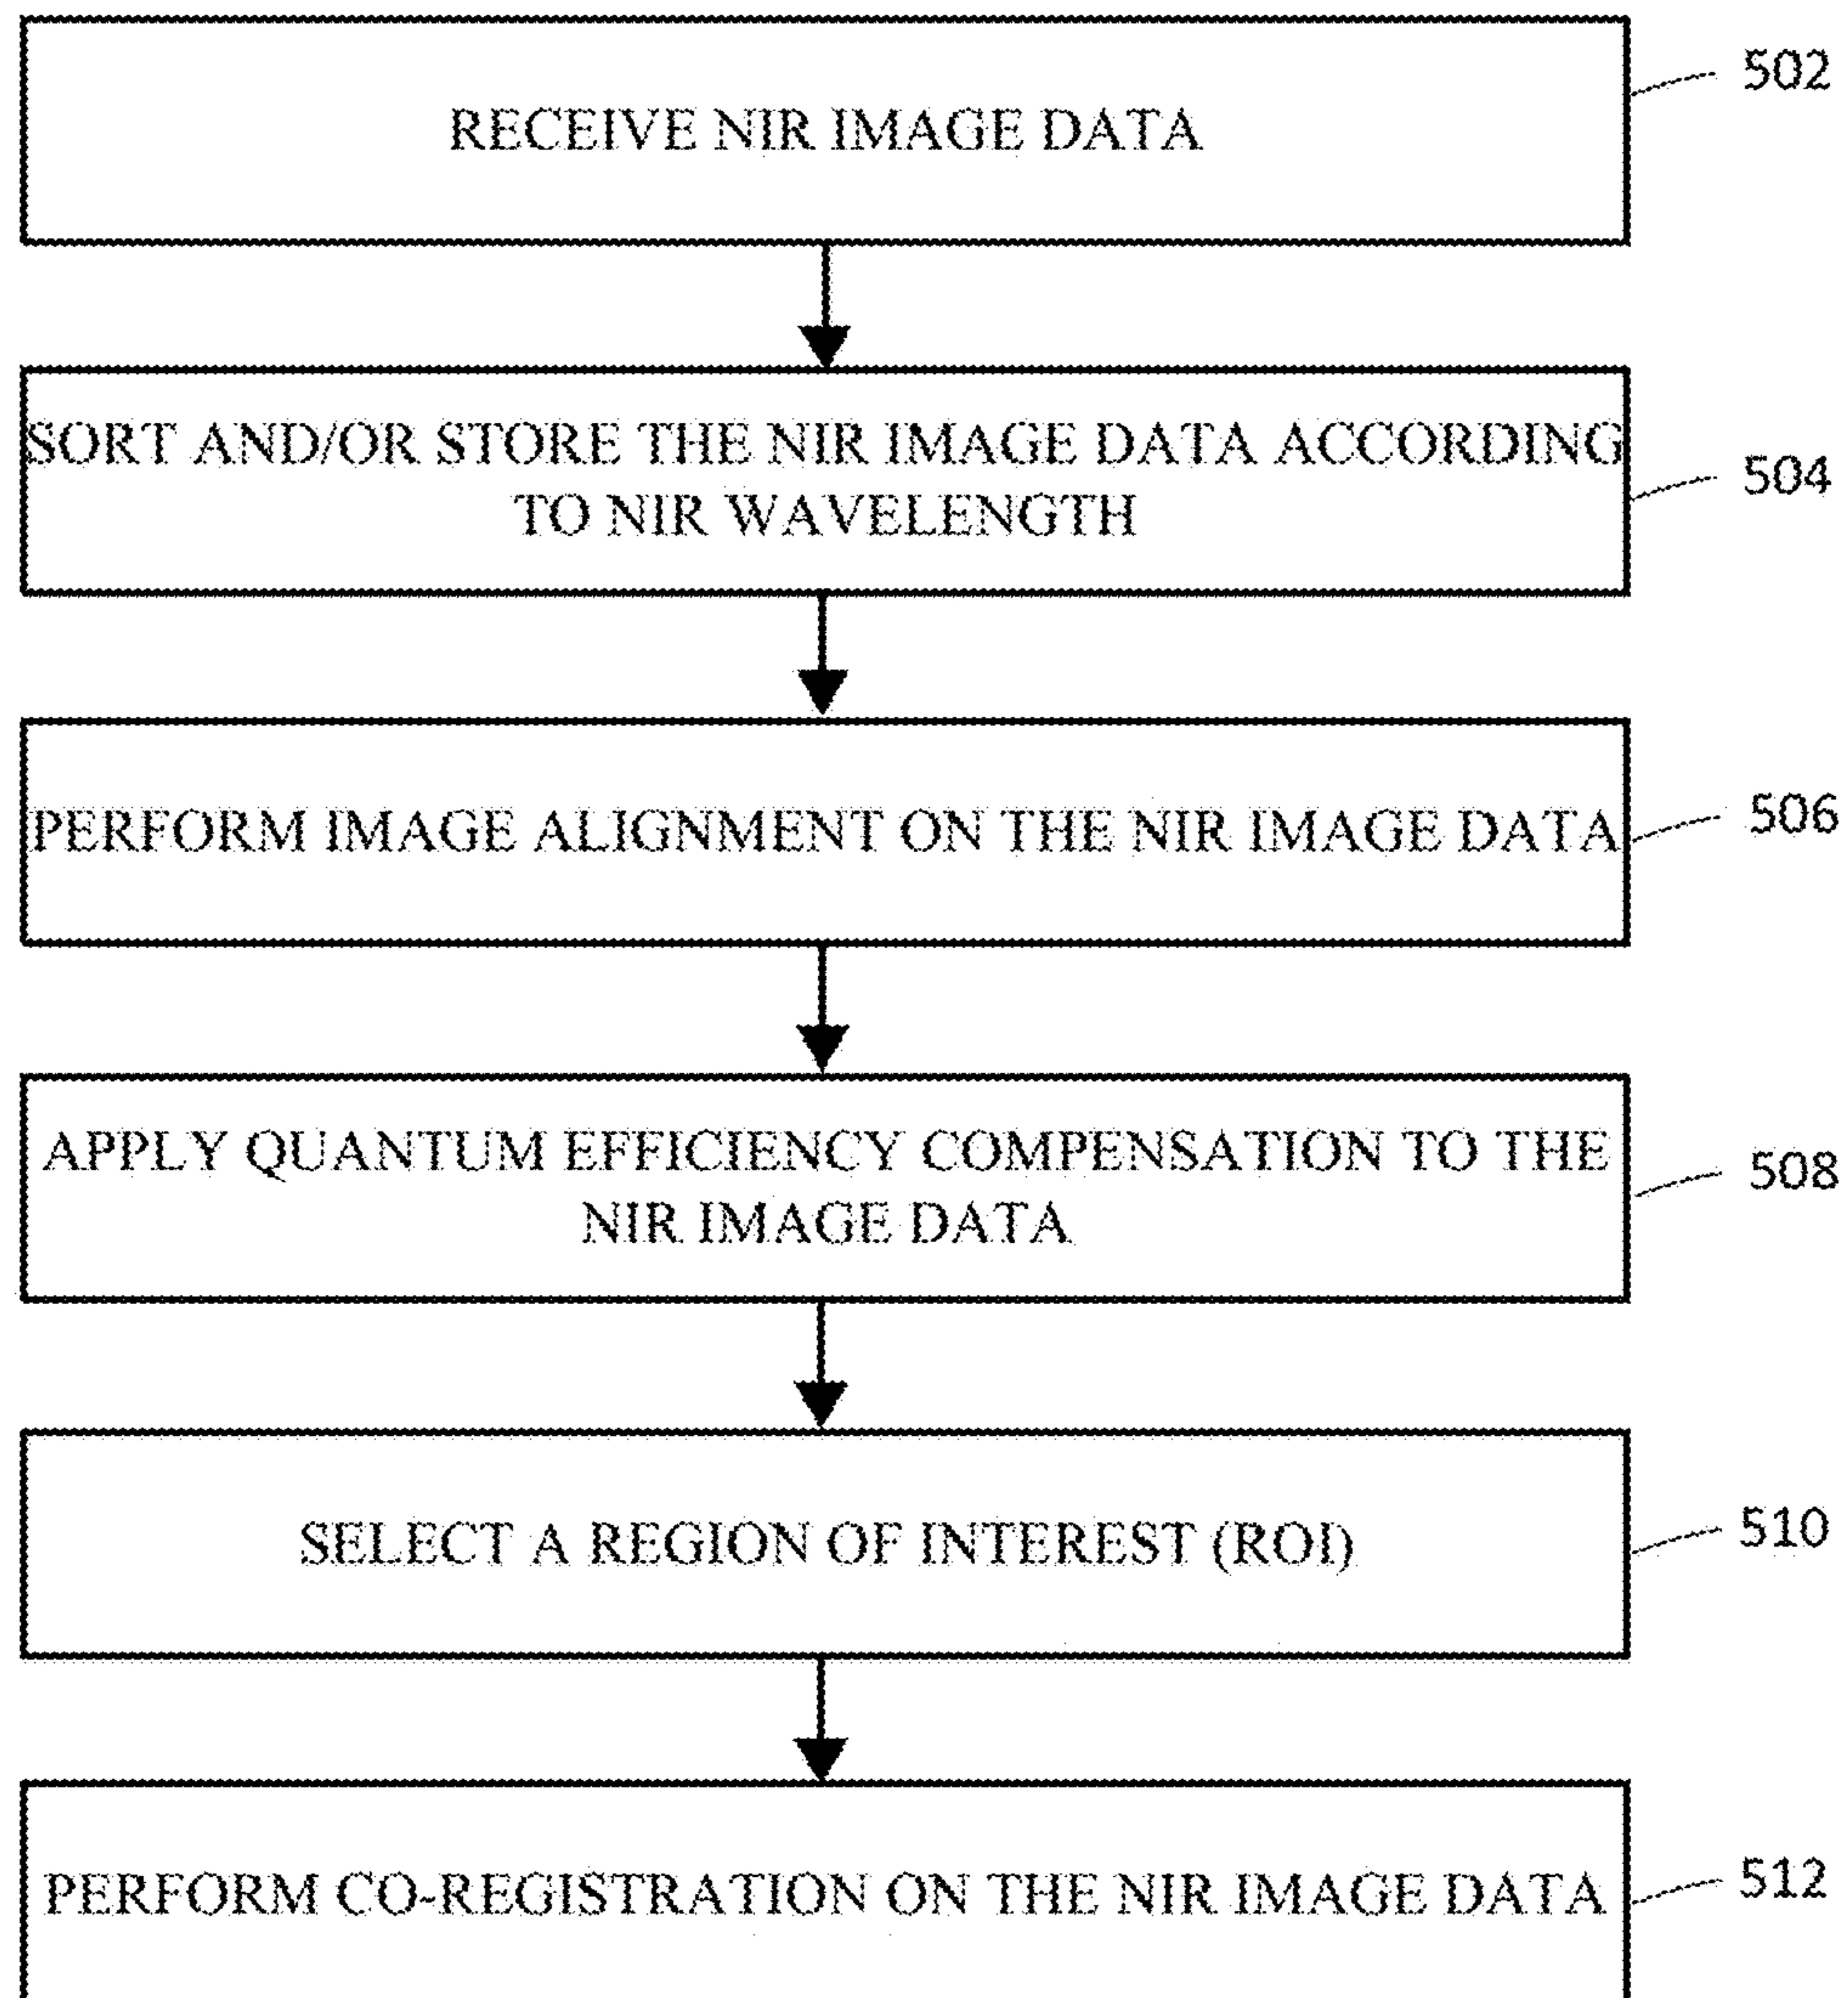 RECEIVE NIR IMAGE DATA
502
SORT AND/OR STORE THE NIR IMAGE DATA ACCORDING
TO NIR WAVELENGTH
504
PERFORM IMAGE ALIGNMENT ON THE NIR IMAGE DATA
506
APPLY QUANTUM EFFICIENCY COMPENSATION TO THE
NIR IMAGE DATA
508
SELECT A REGION OF INTEREST (ROI)
510
PERFORM CO-REGISTRATION ON THE NIR IMAGE DATA
512